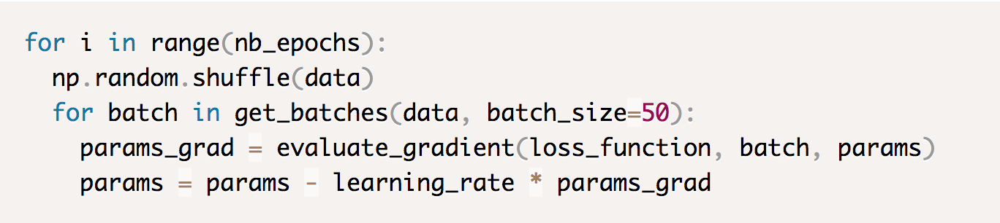 for i in range(nb_epochs):
  np.random.shuffle(data)
  for batch in get_batches(data, batch_size=50):
    params_grad = evaluate_gradient(loss_function, batch, params)
    params = params - learning_rate * params_grad